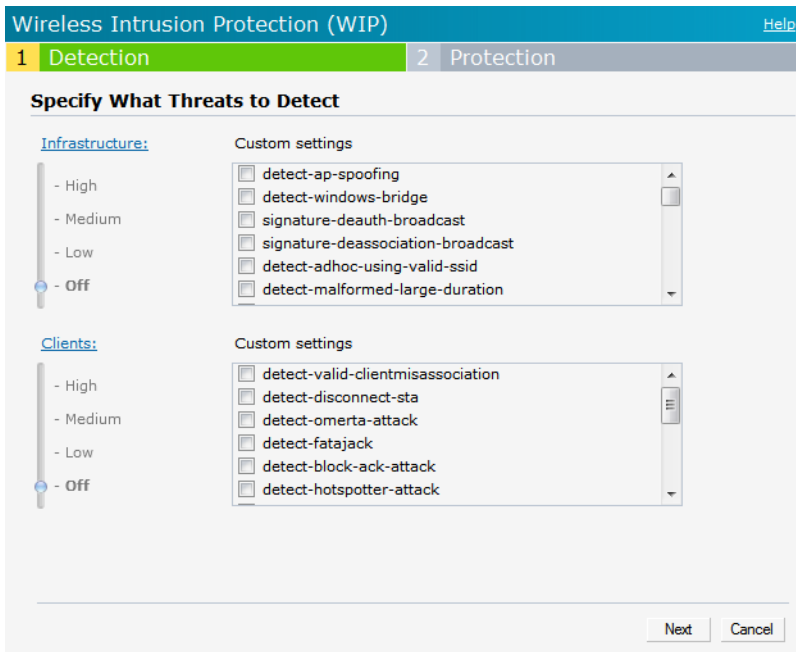 Wireless Intrusion Protection (WIP) Help
1 Detection 2 Protection
Specify What Threats to Detect
Infrastructure: Custom settings
- High
- Medium
- Low
- Off
detect-ap-spoofing
detect-windows-bridge
signature-deauth-broadcast
signature-deassociation-broadcast
detect-adhoc-using-valid-ssid
detect-malformed-large-duration
Clients: Custom settings
- High
- Medium
- Low
- Off
detect-valid-clientmisassociation
detect-disconnect-sta
detect-omerta-attack
detect-fatajack
detect-block-ack-attack
detect-hotspotter-attack
Next Cancel